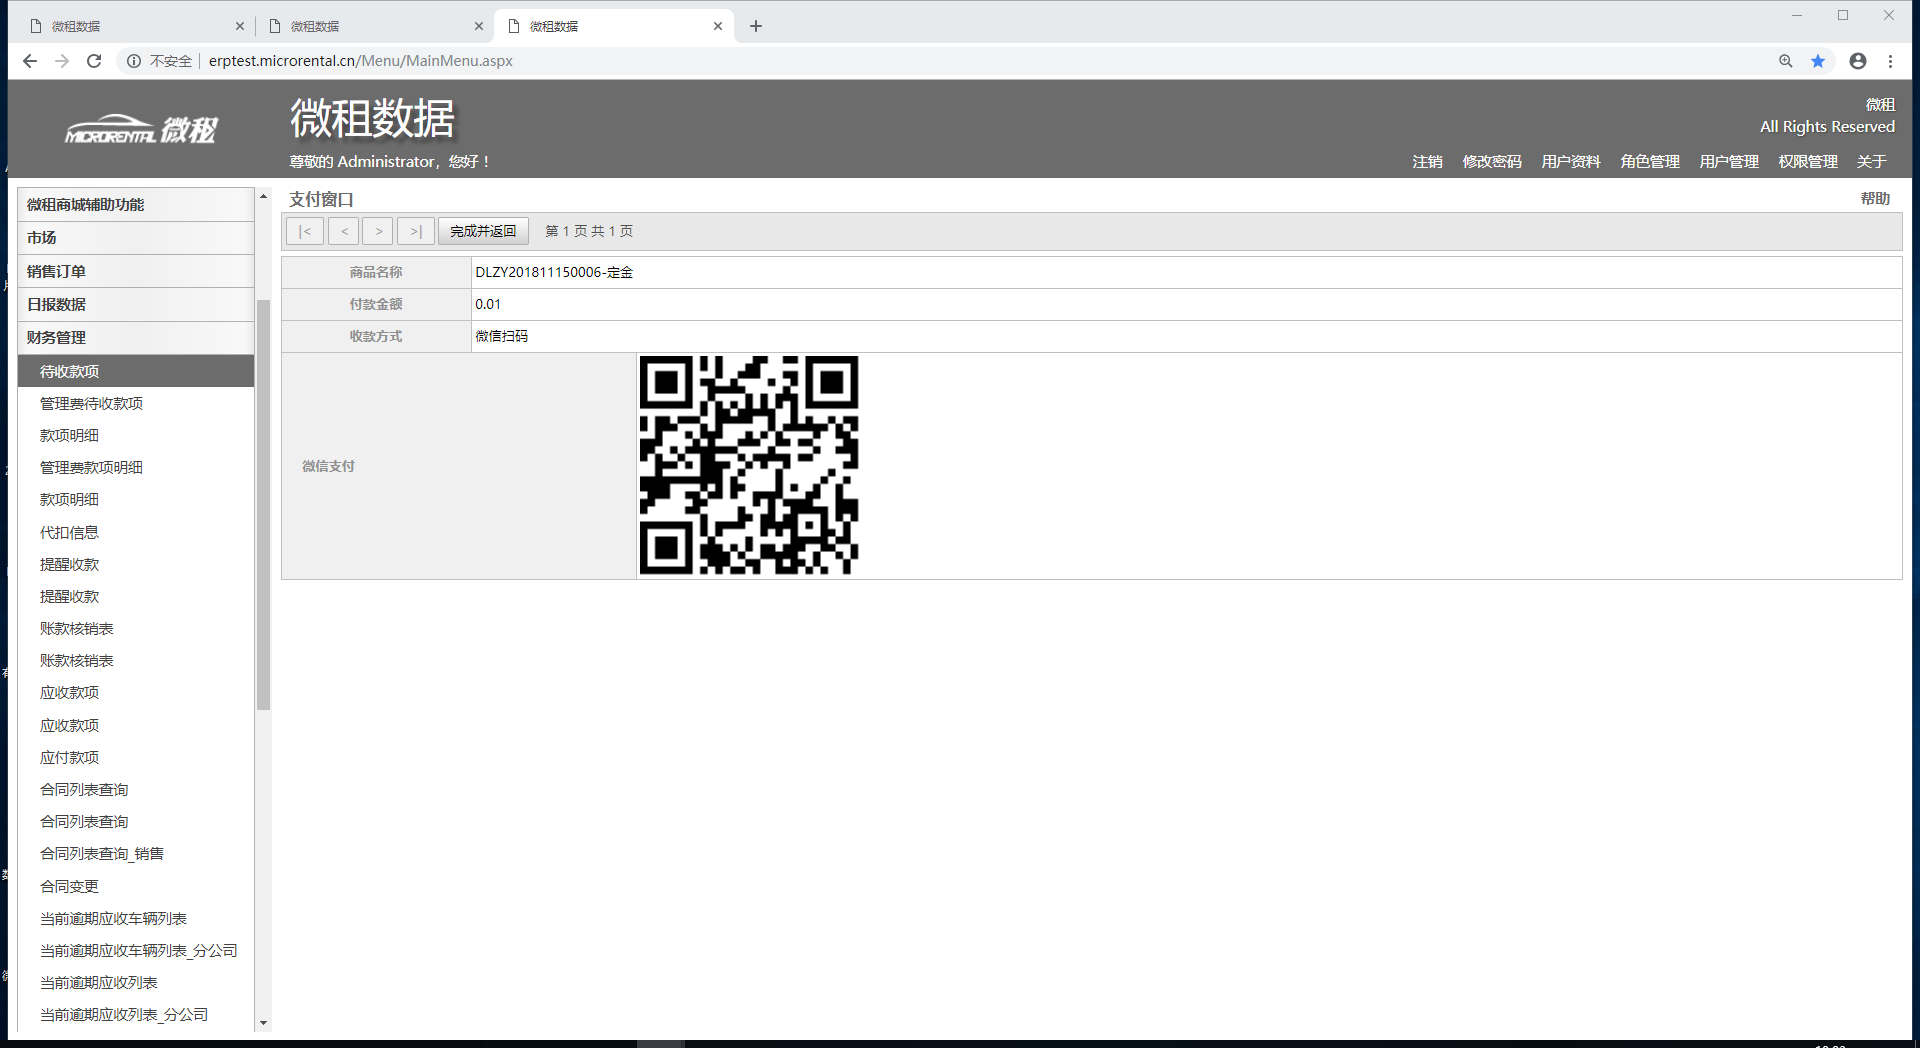 微租数据
微租数据
微租数据
不安全
erptest.microrental.cn/Menu/MainMenu.aspx
MICRORENTAL 微租
微租数据
尊敬的 Administrator，您好！
微租
All Rights Reserved
注销 修改密码 用户资料 角色管理 用户管理 权限管理 关于
微租商城辅助功能
市场
销售订单
日报数据
财务管理
待收款项
管理费待收款项
款项明细
管理费款项明细
款项明细
代扣信息
提醒收款
提醒收款
账款核销表
账款核销表
应收款项
应收款项
应付款项
合同列表查询
合同列表查询
合同列表查询_销售
合同变更
当前逾期应收车辆列表
当前逾期应收车辆列表_分公司
当前逾期应收列表
当前逾期应收列表_分公司
支付窗口
帮助
|< < > >| 完成并返回 第 1 页 共 1 页
商品名称 DLZY201811150006-定金
付款金额 0.01
收款方式 微信扫码
微信支付